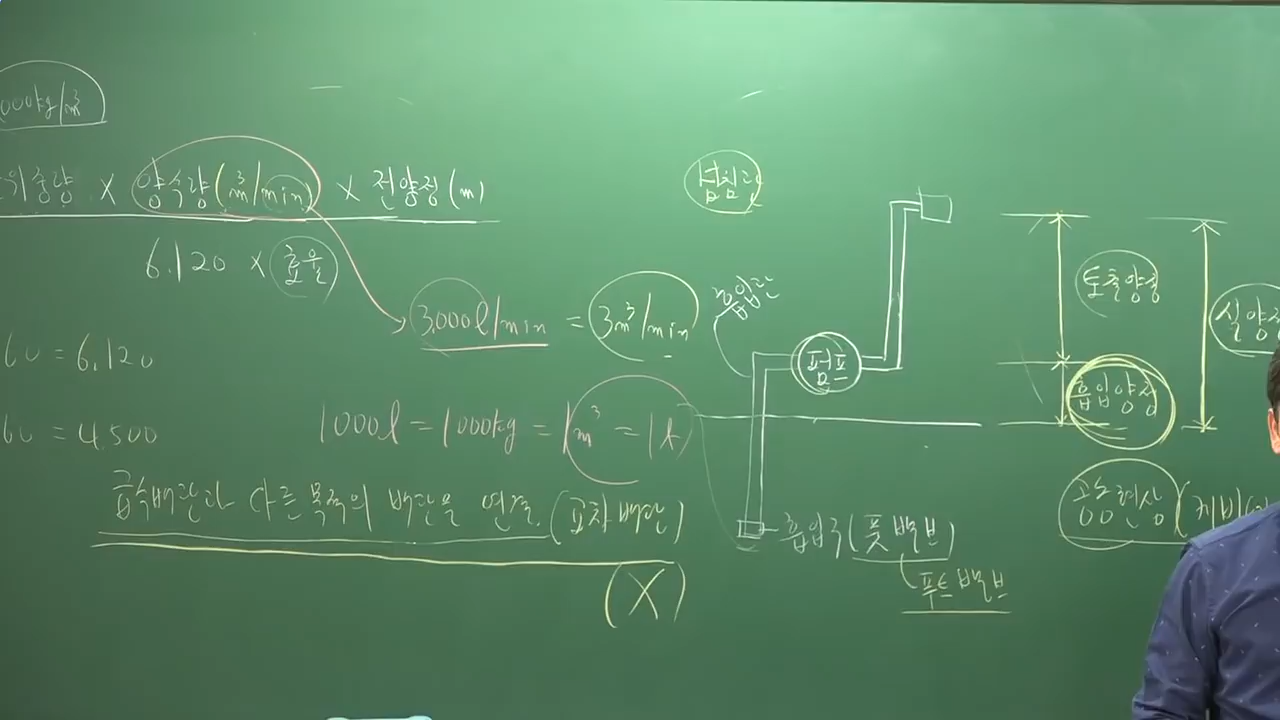 000kg/m³
의 중량 × 양수량(m³/min) × 전양정(m)
6.120 × 효율
3.000l/min = 3m³/min
60 = 6.120
60 = 4.500
1000l = 1000kg = 1m³ = 1t
급수배관과 다른 목적의 배관을 연결 (교차배관)
(X)
흡입관
펌프
흡입구(풋 밸브)
푸트 밸브
토출양정
실양정
흡입양정
공동현상